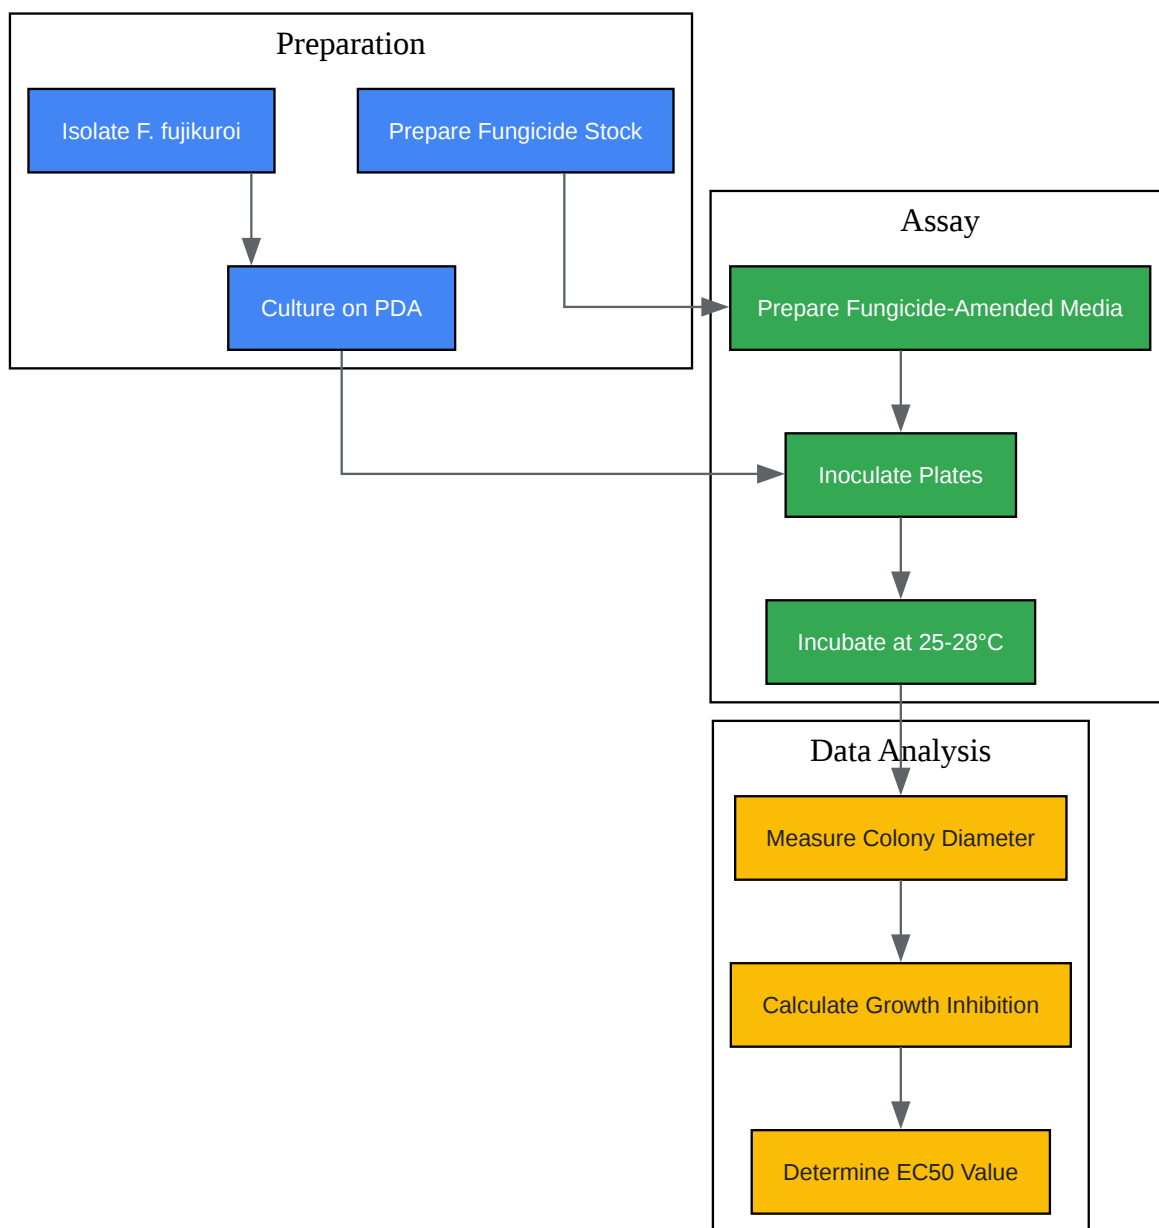 Preparation
Isolate F. fujikuroi
Prepare Fungicide Stock
Culture on PDA
Assay
Prepare Fungicide-Amended Media
Inoculate Plates
Incubate at 25-28°C
Data Analysis
Measure Colony Diameter
Calculate Growth Inhibition
Determine EC50 Value